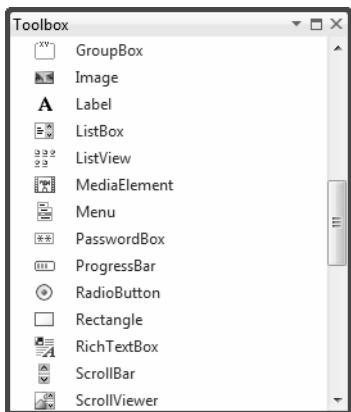 Toolbox
GroupBox
Image
A Label
ListBox
ListView
MediaElement
Menu
PasswordBox
ProgressBar
RadioButton
Rectangle
RichTextBox
ScrollBar
ScrollViewer